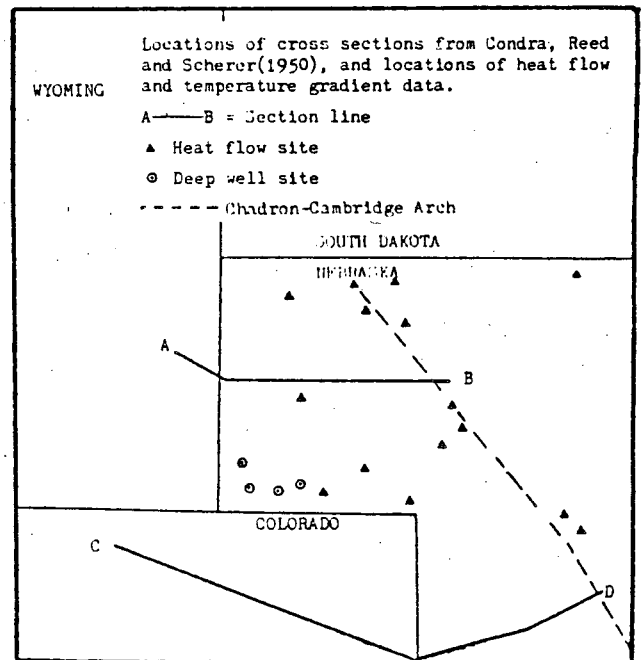 Locations of cross sections from Condra, Reed
and Scherer(1950), and locations of heat flow
and temperature gradient data.
WYOMING
A——B = Section line
▲ Heat flow site
⊙ Deep well site
- - - - Chadron-Cambridge Arch
SOUTH DAKOTA
NEBRASKA
A
B
COLORADO
C
D